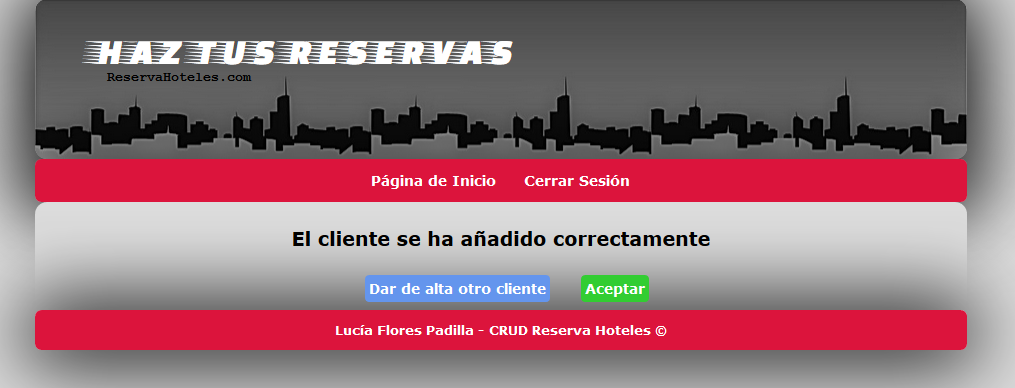 HAZ TUS RESERVAS
ReservaHoteles.com
Página de Inicio Cerrar Sesión
El cliente se ha añadido correctamente
Dar de alta otro cliente Aceptar
Lucía Flores Padilla - CRUD Reserva Hoteles ©